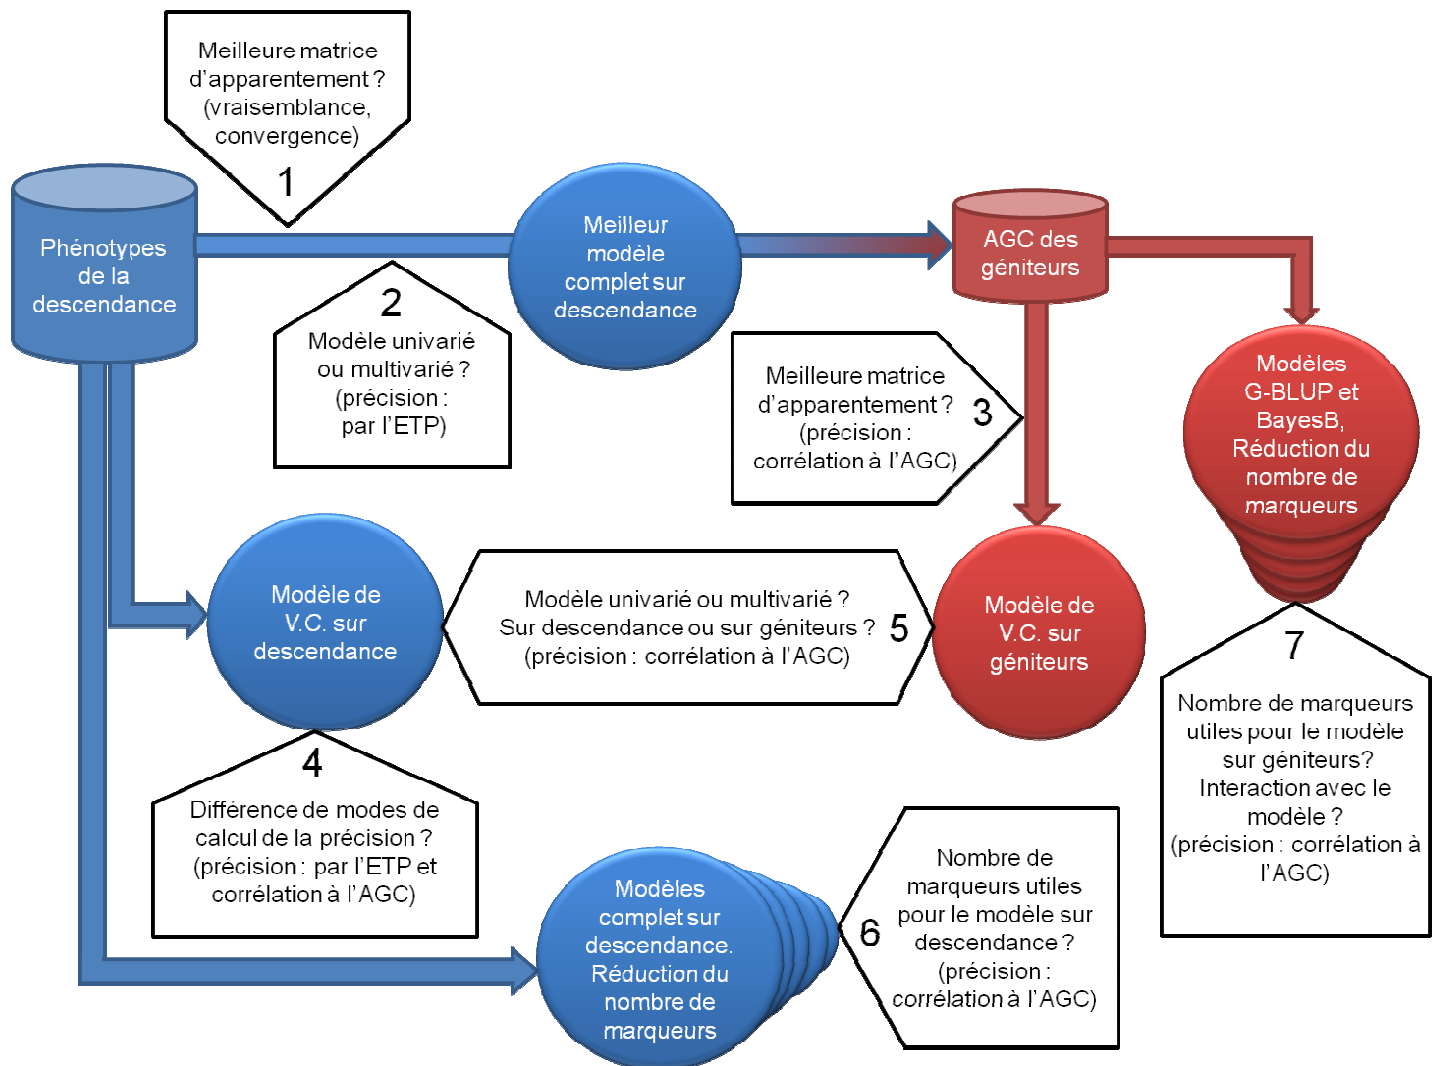 Meilleure matrice
d’apparentement ?
(vraisemblance,
convergence)
1
Phénotypes
de la
descendance
Meilleur
modèle
complet sur
descendance
AGC des
géniteurs
2
Modèle univarié
ou multivarié ?
(précision :
par l’ETP)
Meilleure matrice
d’apparentement ?
(précision :
corrélation à l’AGC)
3
Modèles
G-BLUP et
BayesB,
Réduction du
nombre de
marqueurs
Modèle de
V.C. sur
descendance
Modèle univarié ou multivarié ?
Sur descendance ou sur géniteurs ?
(précision : corrélation à l’AGC)
5
Modèle de
V.C. sur
géniteurs
7
Nombre de marqueurs
utiles pour le modèle
sur géniteurs?
Interaction avec le
modèle ?
(précision : corrélation à
l’AGC)
4
Différence de modes de
calcul de la précision ?
(précision : par l’ETP et
corrélation à l’AGC)
Modèles
complet sur
descendance.
Réduction du
nombre de
marqueurs
6
Nombre de
marqueurs utiles
pour le modèle sur
descendance ?
(précision :
corrélation à l’AGC)